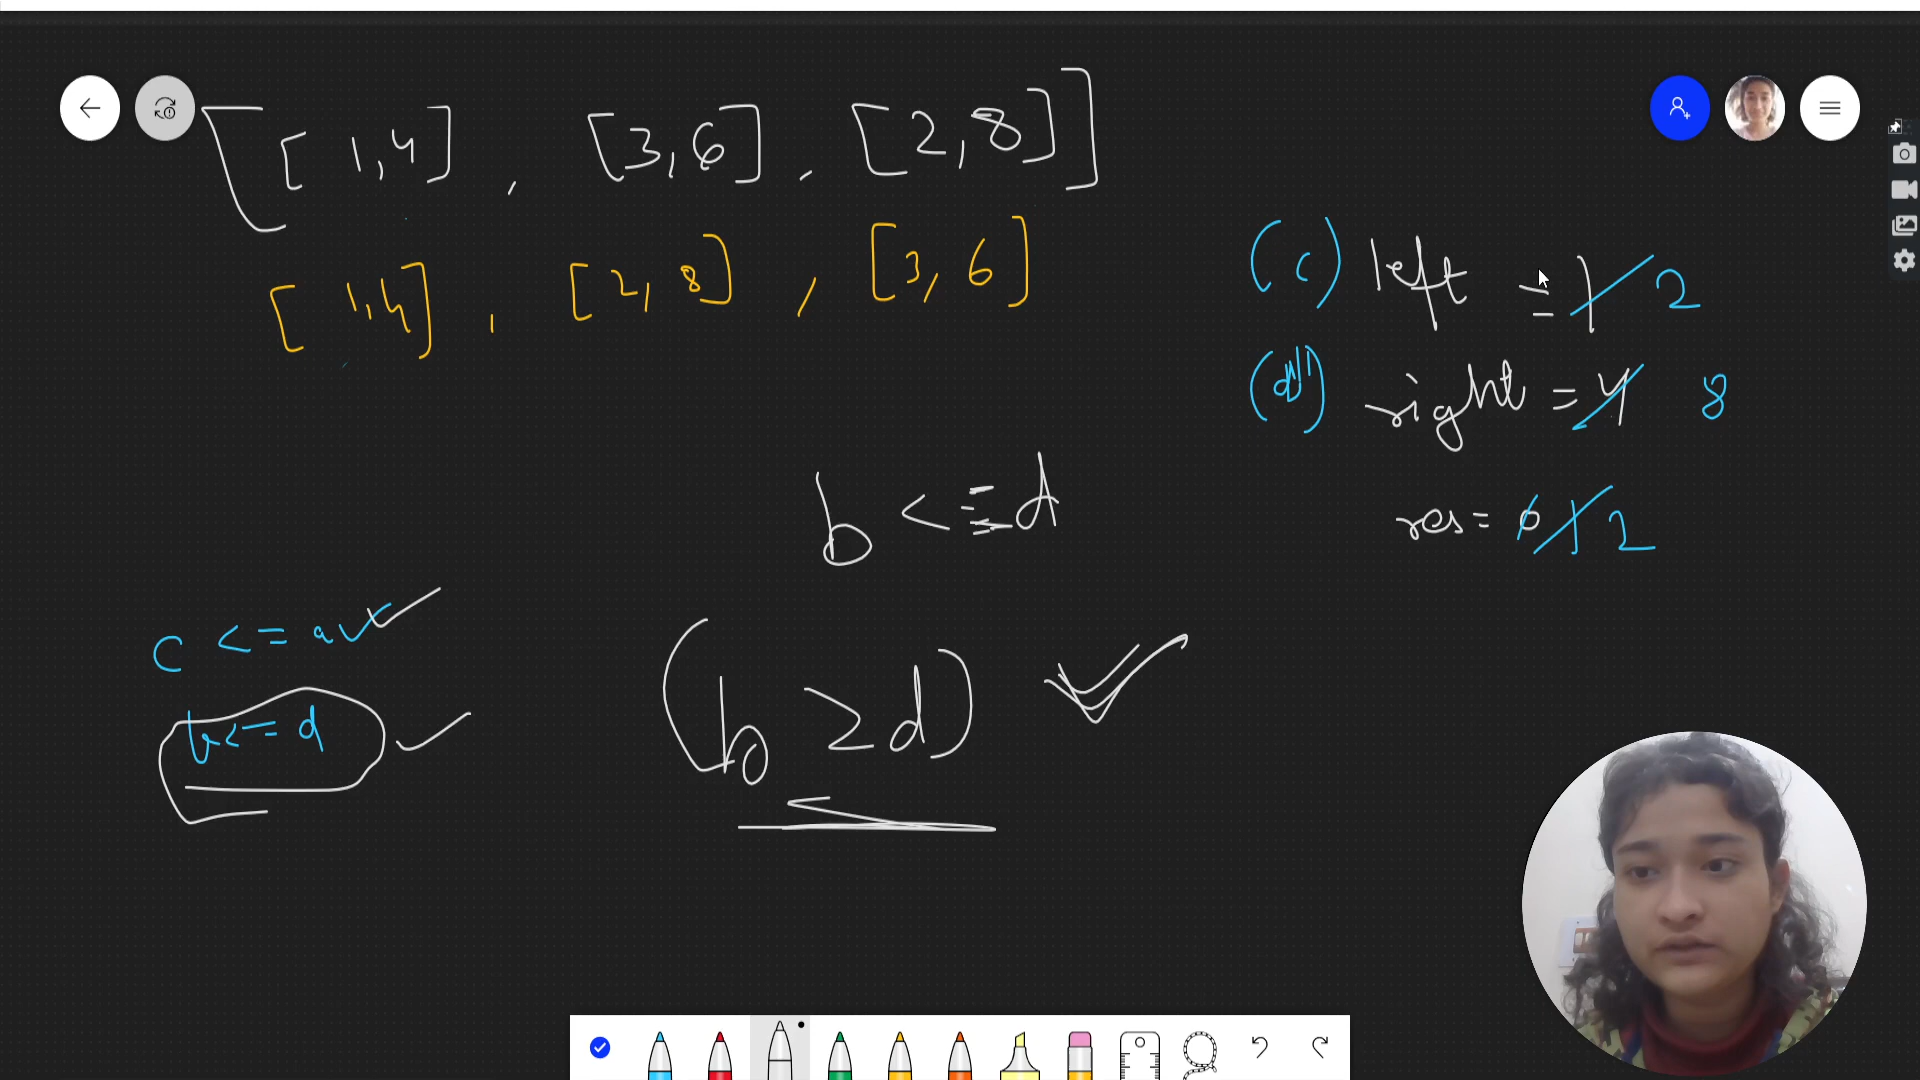 [[1,4], [3,6], [2,8]]
[1,4], [2,8], [3,6]
(c) left = 1 2
(d) right = 4 8
res = 0 1 2
b <= d
c <= a
b <= d
(b > d)